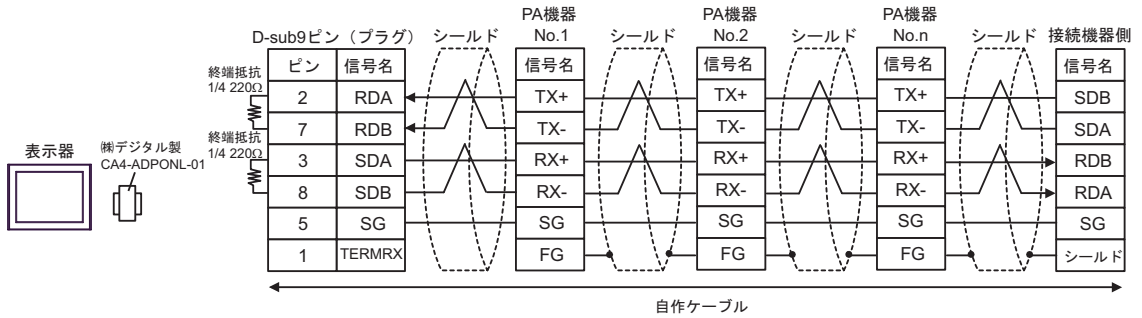 PA機器 PA機器 PA機器
D-sub9ピン（プラグ） シールド No.1 シールド No.2 シールド No.n シールド 接続機器側
ピン 信号名 信号名 信号名 信号名 信号名
終端抵抗
1/4 220Ω
2 RDA TX+ TX+ TX+ SDB
7 RDB TX- TX- TX- SDA
終端抵抗
1/4 220Ω
3 SDA RX+ RX+ RX+ RDB
8 SDB RX- RX- RX- RDA
5 SG SG SG SG SG
1 TERMRX FG FG FG シールド
表示器
㈱デジタル製
CA4-ADPONL-01
自作ケーブル